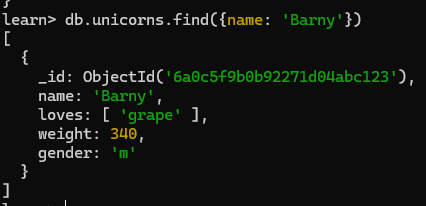 }
learn> db.unicorns.find({name: 'Barny'})
[
  {
    _id: ObjectId('6a0c5f9b0b92271d04abc123'),
    name: 'Barny',
    loves: [ 'grape' ],
    weight: 340,
    gender: 'm'
  }
]